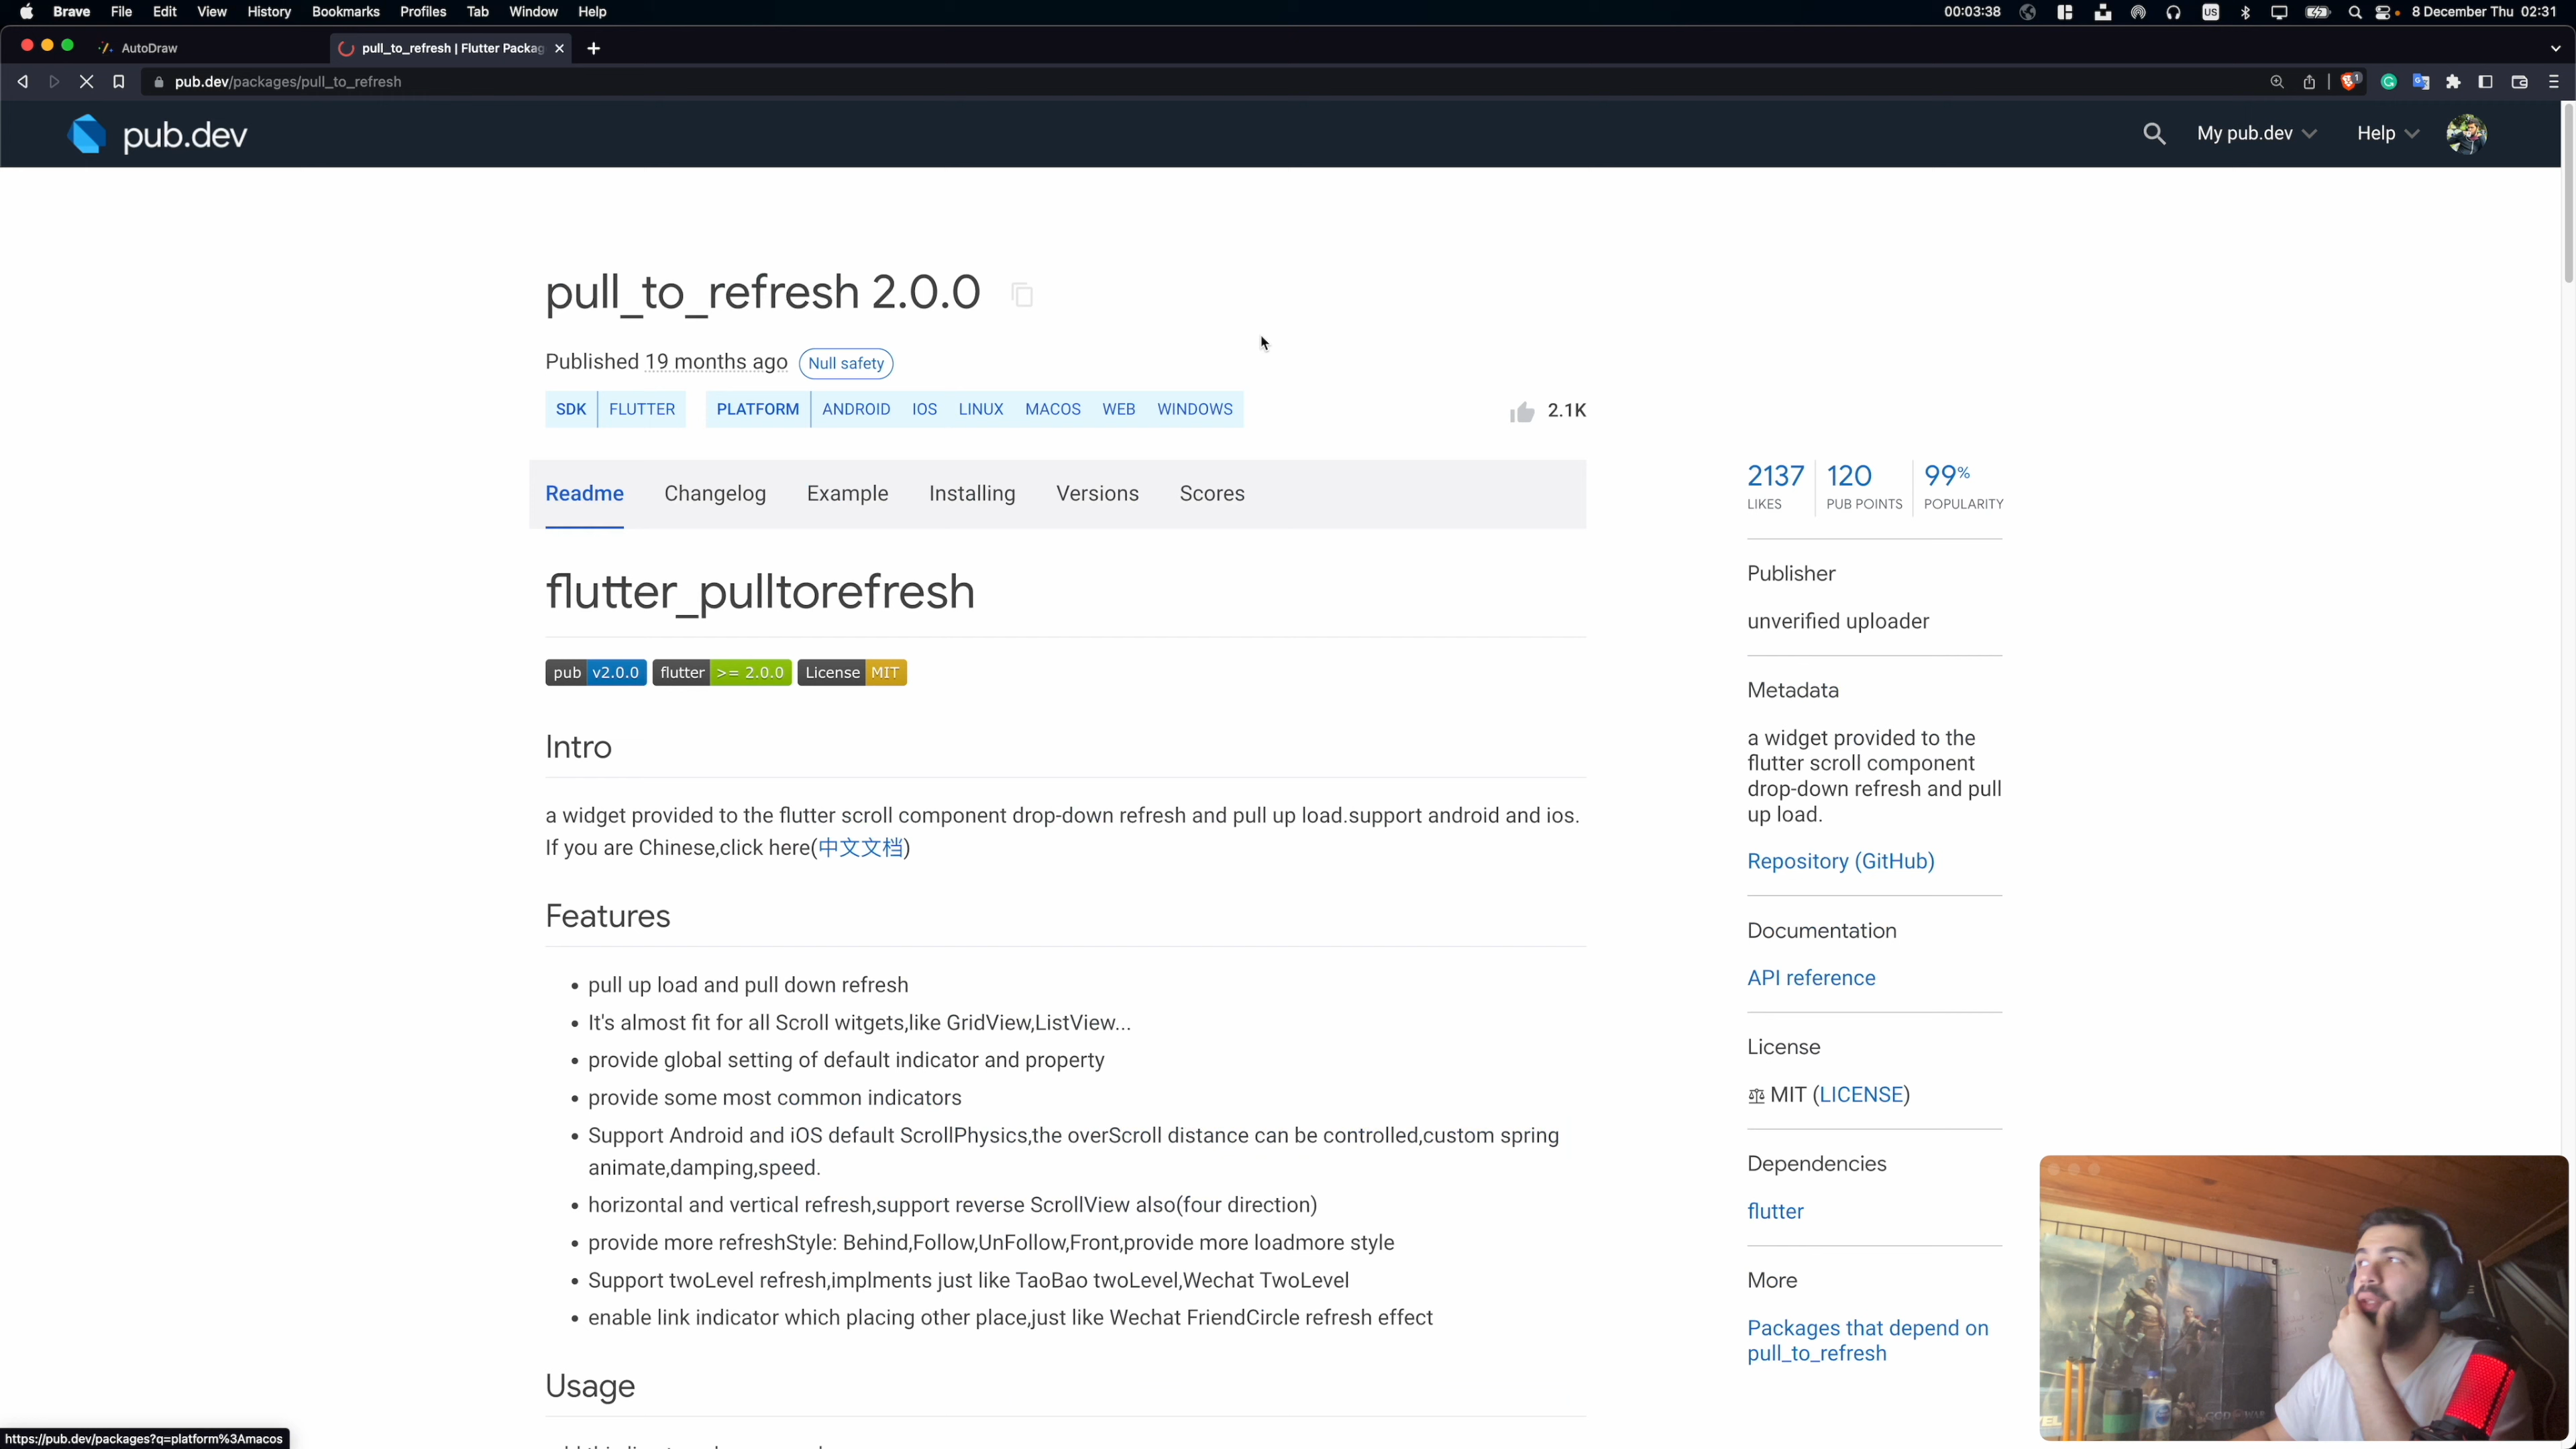 Brave File Edit View History Bookmarks Profiles Tab Window Help 00:03:38 US 8 December Thu 02:31
AutoDraw pull_to_refresh | Flutter Packag
pub.dev/packages/pull_to_refresh 1
pub.dev My pub.dev Help
pull_to_refresh 2.0.0
Published 19 months ago Null safety
SDK FLUTTER PLATFORM ANDROID IOS LINUX MACOS WEB WINDOWS 2.1K
Readme Changelog Example Installing Versions Scores
flutter_pulltorefresh
pub v2.0.0 flutter >= 2.0.0 License MIT
Intro
a widget provided to the flutter scroll component drop-down refresh and pull up load.support android and ios.
If you are Chinese,click here(中文文档)
Features
• pull up load and pull down refresh
• It's almost fit for all Scroll witgets,like GridView,ListView...
• provide global setting of default indicator and property
• provide some most common indicators
• Support Android and iOS default ScrollPhysics,the overScroll distance can be controlled,custom spring
animate,damping,speed.
• horizontal and vertical refresh,support reverse ScrollView also(four direction)
• provide more refreshStyle: Behind,Follow,UnFollow,Front,provide more loadmore style
• Support twoLevel refresh,implments just like TaoBao twoLevel,Wechat TwoLevel
• enable link indicator which placing other place,just like Wechat FriendCircle refresh effect
Usage
2137 120 99%
LIKES PUB POINTS POPULARITY
Publisher
unverified uploader
Metadata
a widget provided to the
flutter scroll component
drop-down refresh and pull
up load.
Repository (GitHub)
Documentation
API reference
License
MIT (LICENSE)
Dependencies
flutter
More
Packages that depend on
pull_to_refresh
https://pub.dev/packages?q=platform%3Amacos